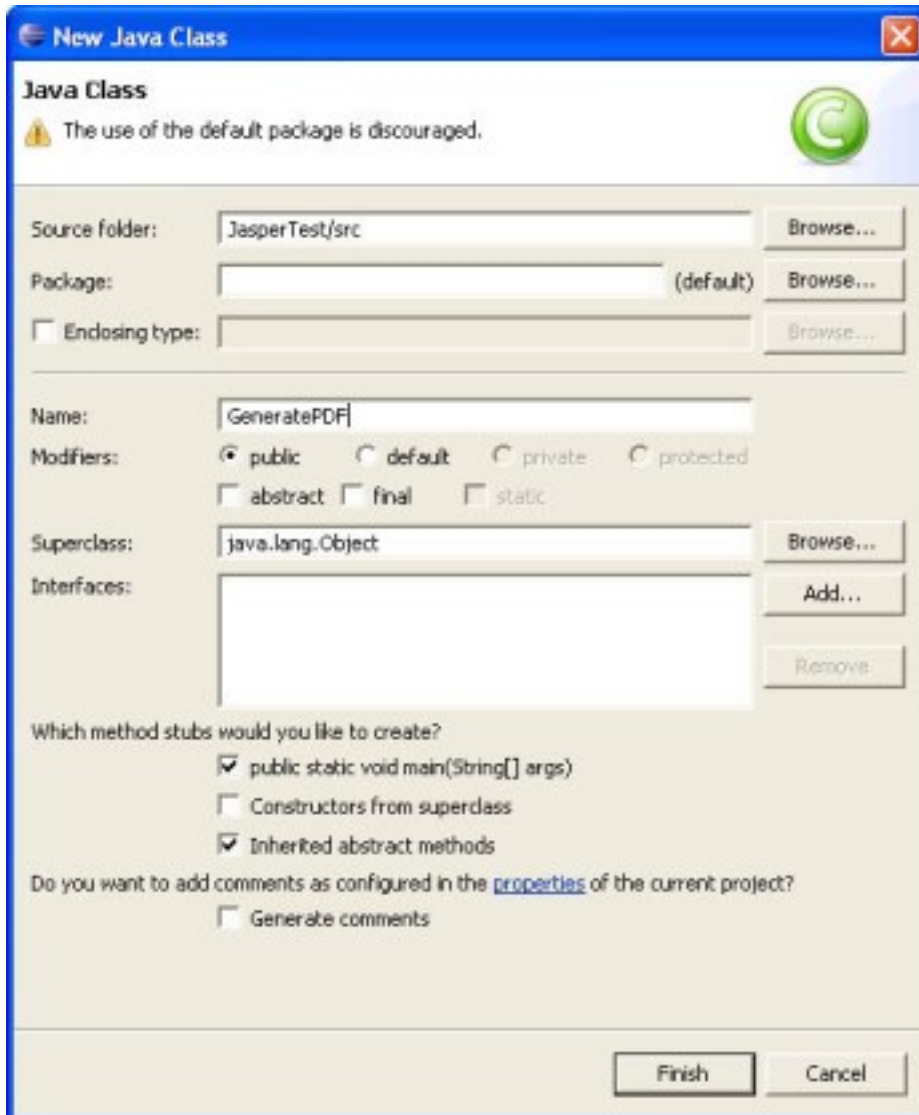 New Java Class
Java Class
The use of the default package is discouraged.
C
Source folder: JasperTest/src Browse...
Package: (default) Browse...
Enclosing type: Browse...
Name: GeneratePDF
Modifiers: public default private protected
abstract final static
Superclass: java.lang.Object Browse...
Interfaces: Add...
Remove
Which method stubs would you like to create?
public static void main(String[] args)
Constructors from superclass
Inherited abstract methods
Do you want to add comments as configured in the properties of the current project?
Generate comments
Finish Cancel